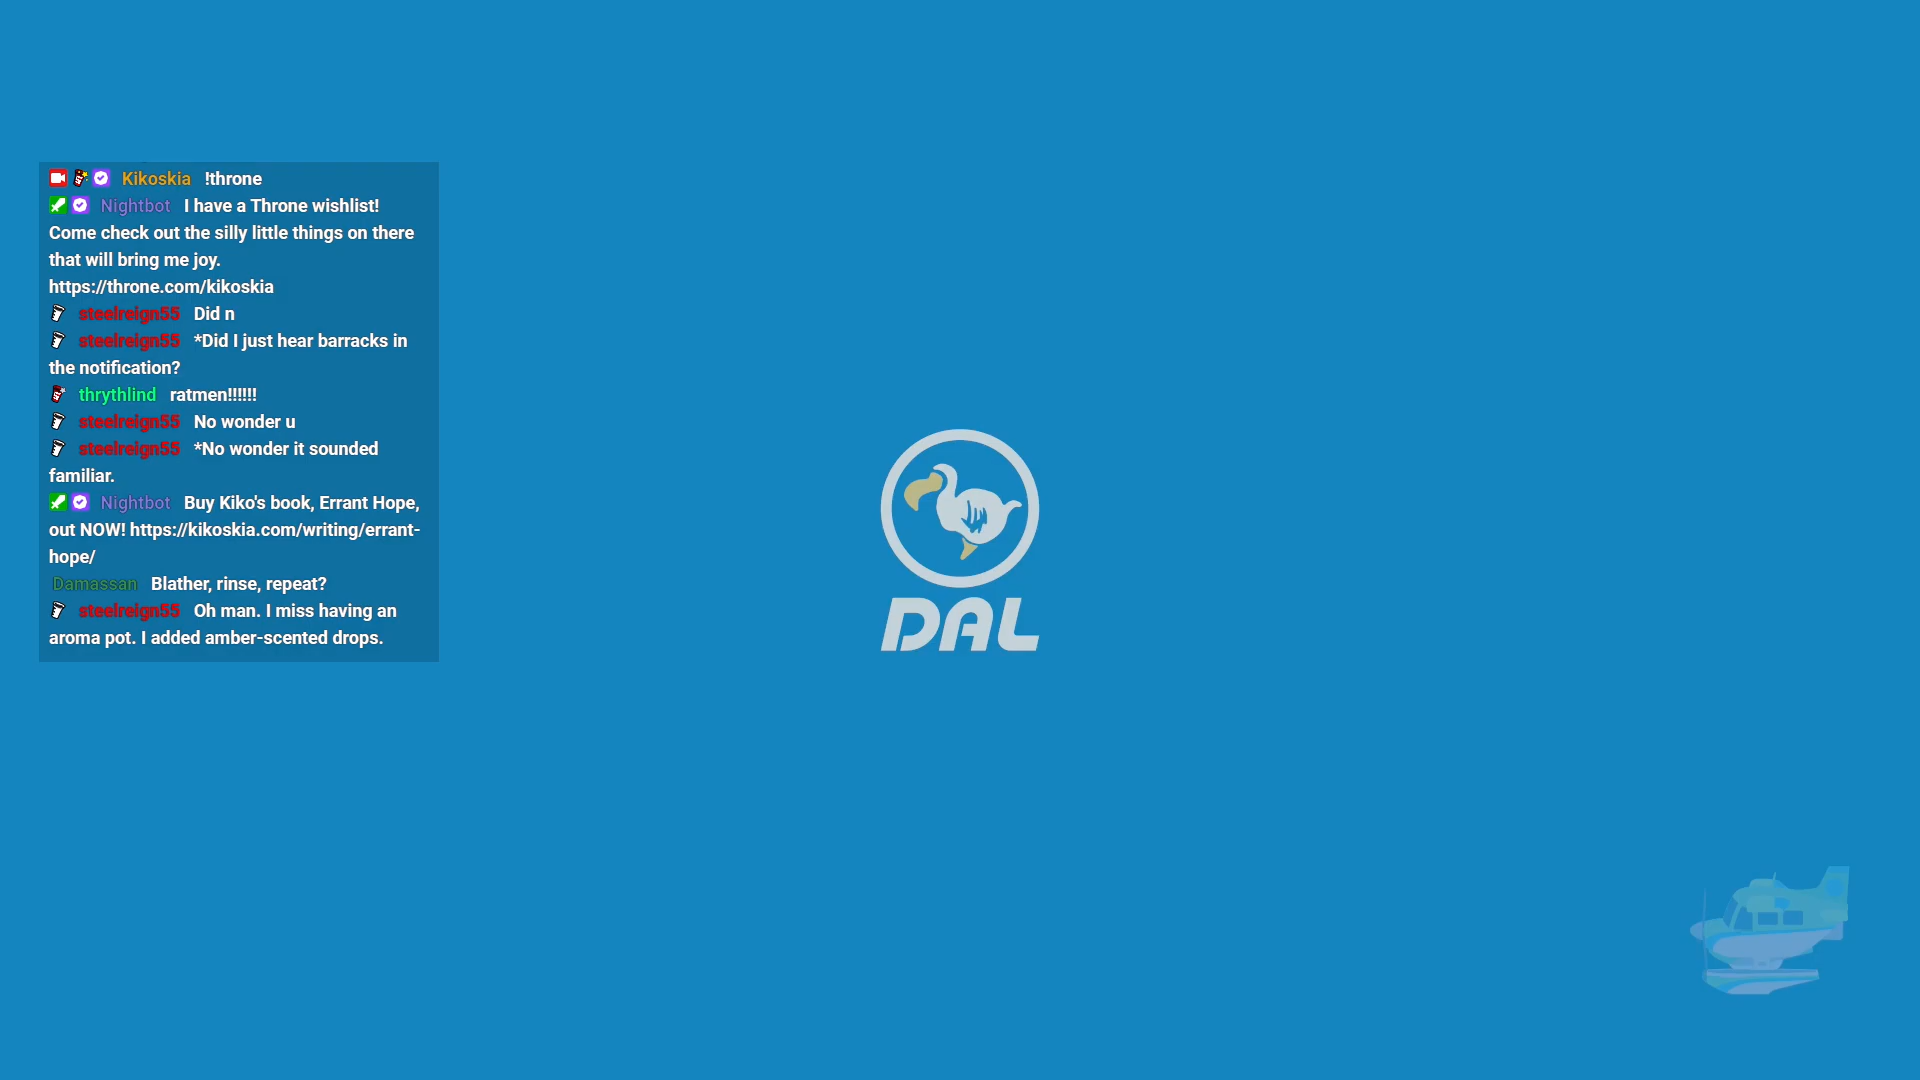 Kikoskia !throne
Nightbot I have a Throne wishlist!
Come check out the silly little things on there
that will bring me joy.
https://throne.com/kikoskia
steelreign55 Did n
steelreign55 *Did I just hear barracks in
the notification?
thrythlind ratmen!!!!!!
steelreign55 No wonder u
steelreign55 *No wonder it sounded
familiar.
Nightbot Buy Kiko's book, Errant Hope,
out NOW! https://kikoskia.com/writing/errant-
hope/
Damassan Blather, rinse, repeat?
steelreign55 Oh man. I miss having an
aroma pot. I added amber-scented drops.
DAL